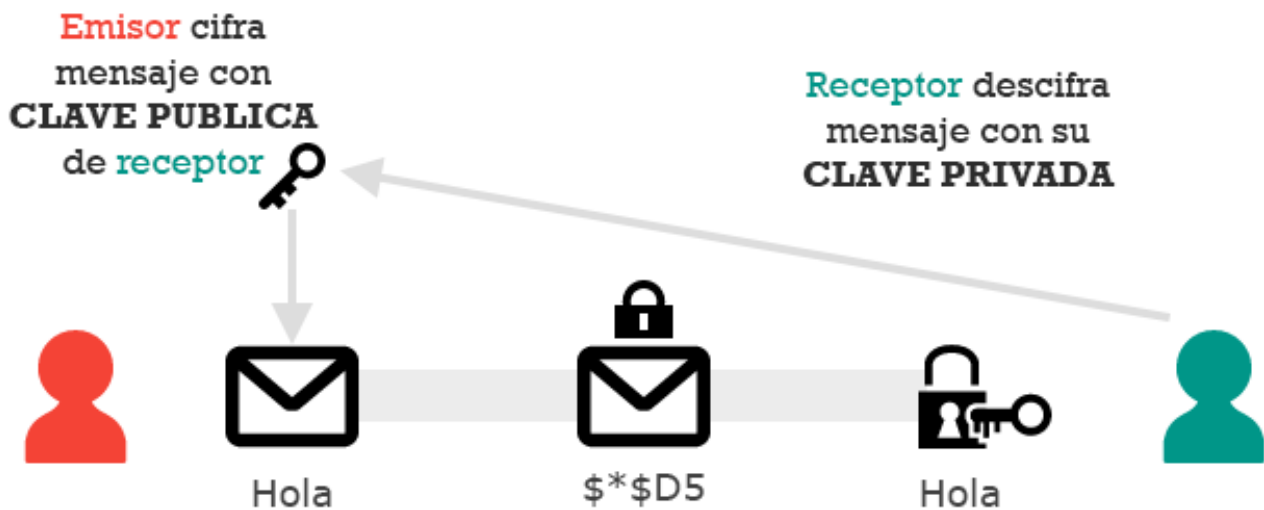 Emisor cifra
mensaje con
CLAVE PUBLICA
de receptor
Receptor descifra
mensaje con su
CLAVE PRIVADA
Hola
$*$D5
Hola